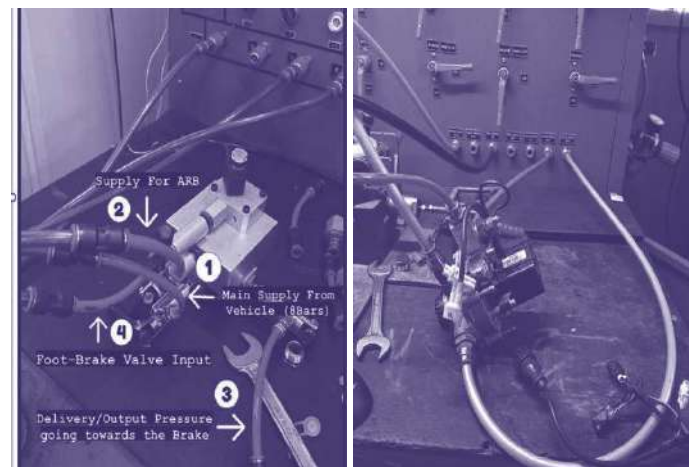 Supply For ARB
2
1
Main Supply From
Vehicle (8Bars)
4
Foot-Brake Valve Input
3
Delivery/Output Pressure
going towards the Brake